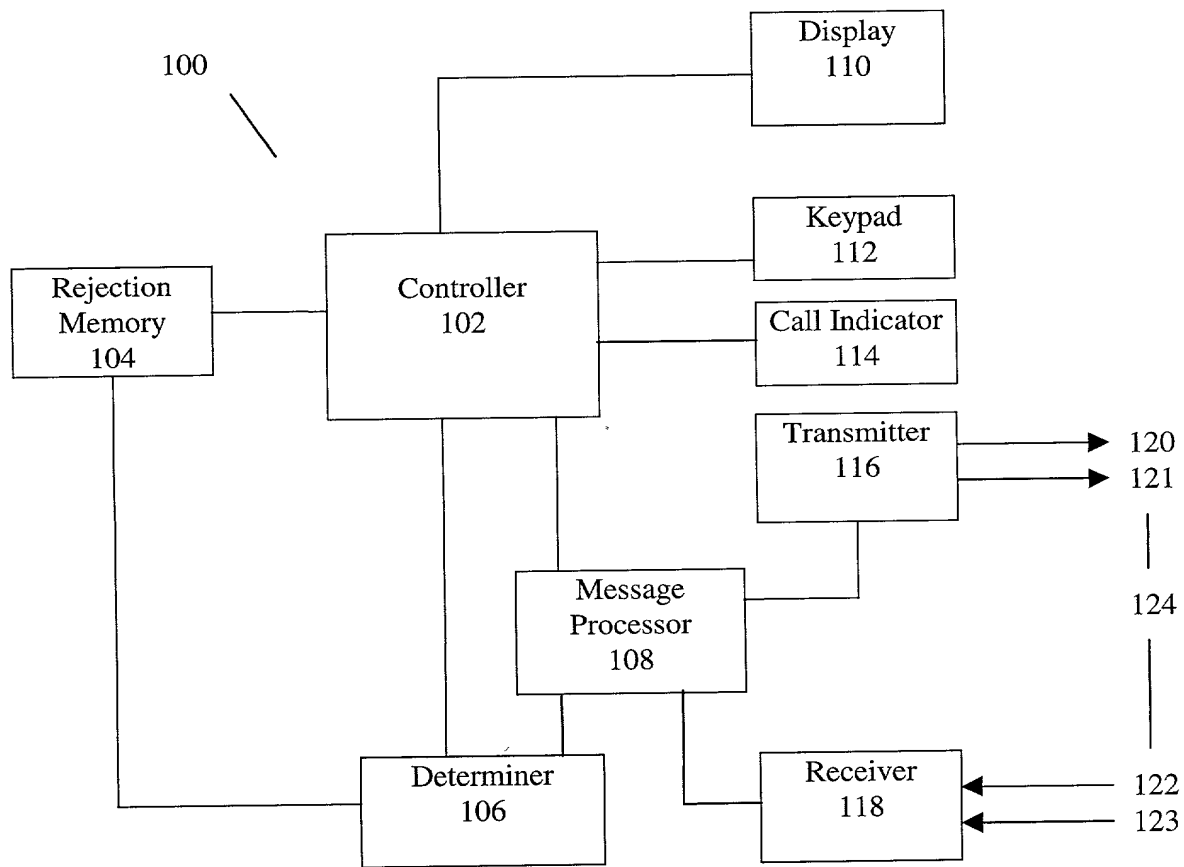 Display
110
100
Keypad
112
Rejection
Memory
104
Controller
102
Call Indicator
114
Transmitter
116
120
121
Message
Processor
108
124
Determiner
106
Receiver
118
122
123